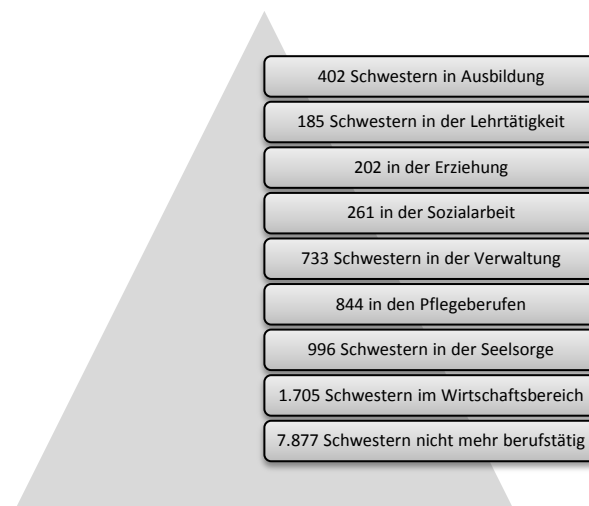 402 Schwestern in Ausbildung
185 Schwestern in der Lehrtätigkeit
202 in der Erziehung
261 in der Sozialarbeit
733 Schwestern in der Verwaltung
844 in den Pflegeberufen
996 Schwestern in der Seelsorge
1.705 Schwestern im Wirtschaftsbereich
7.877 Schwestern nicht mehr berufstätig